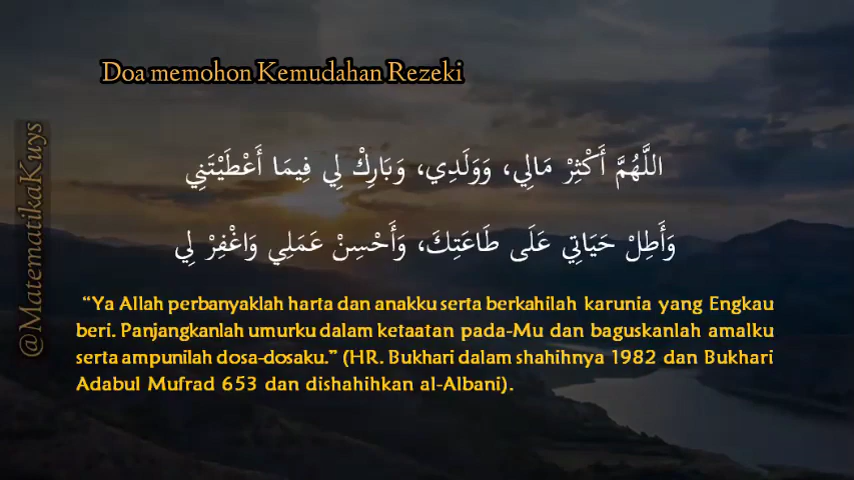 Doa memohon Kemudahan Rezeki
@MatematikaKuys
اللَّهُمَّ أَكْثِرْ مَالِي، وَوَلَدِي، وَبَارِكْ لِي فِيمَا أَعْطَيْتَنِي
وَأَطِلْ حَيَاتِي عَلَى طَاعَتِكَ، وَأَحْسِنْ عَمَلِي وَاغْفِرْ لِي
“Ya Allah perbanyaklah harta dan anakku serta berkahilah karunia yang Engkau
beri. Panjangkanlah umurku dalam ketaatan pada-Mu dan baguskanlah amalku
serta ampunilah dosa-dosaku.” (HR. Bukhari dalam shahihnya 1982 dan Bukhari
Adabul Mufrad 653 dan dishahihkan al-Albani).